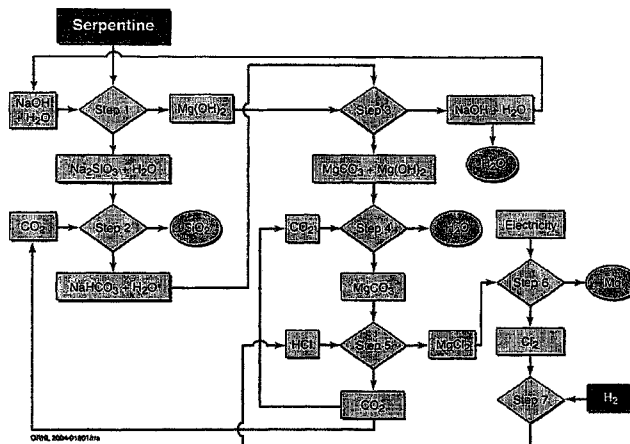 Serpentine
NaOH
+ H₂O
Step 1
Mg(OH)₂
Step 3
NaOH + H₂O
H₂O
Na₂SiO₃ + H₂O
MgCO₃ + Mg(OH)₂
CO₂
Step 2
SiO₂
CO₂
Step 4
H₂O
Electricity
NaHCO₃ + H₂O
MgCO₃
Step 6
Mg
HCl
Step 5
MgCl₂
Cl₂
CO₂
Step 7
H₂